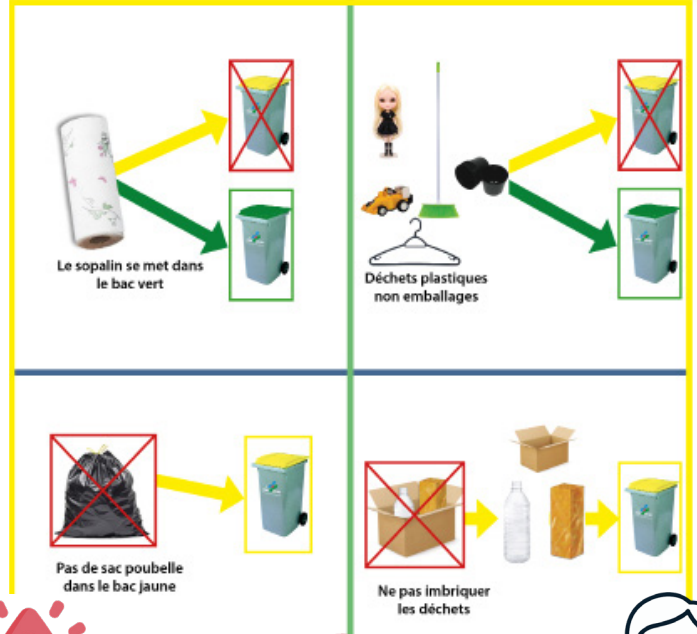 Le sopalin se met dans
le bac vert
Déchets plastiques
non emballages
Pas de sac poubelle
dans le bac jaune
Ne pas imbriquer
les déchets